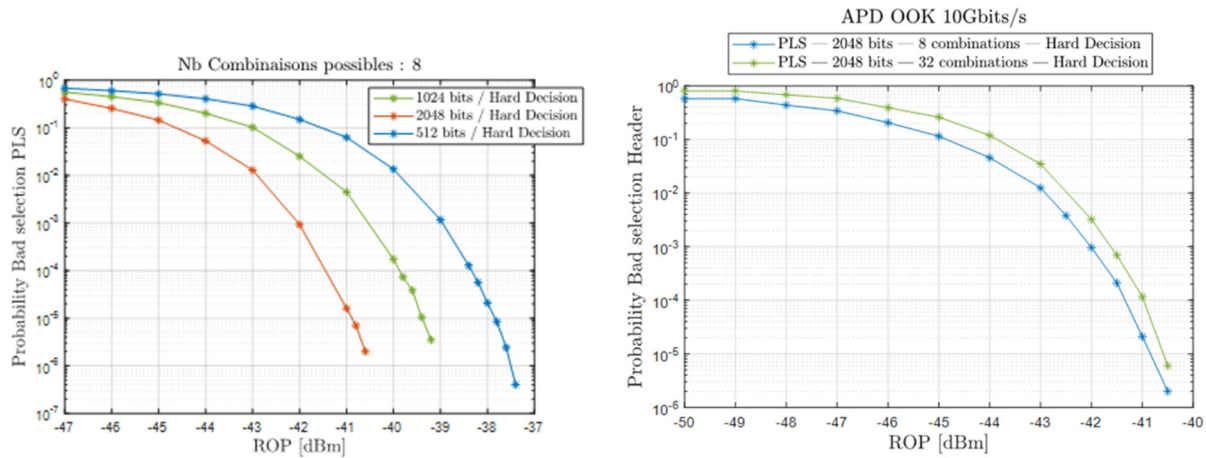 Nb Combinaisons possibles : 8
1024 bits / Hard Decision
2048 bits / Hard Decision
512 bits / Hard Decision
Probability Bad selection PLS
10^0
10^-1
10^-2
10^-3
10^-4
10^-5
10^-6
10^-7
-47 -46 -45 -44 -43 -42 -41 -40 -39 -38 -37
ROP [dBm]
APD OOK 10Gbits/s
PLS — 2048 bits — 8 combinations — Hard Decision
PLS — 2048 bits — 32 combinations — Hard Decision
Probability Bad selection Header
10^0
10^-1
10^-2
10^-3
10^-4
10^-5
10^-6
-50 -49 -48 -47 -46 -45 -44 -43 -42 -41 -40
ROP [dBm]